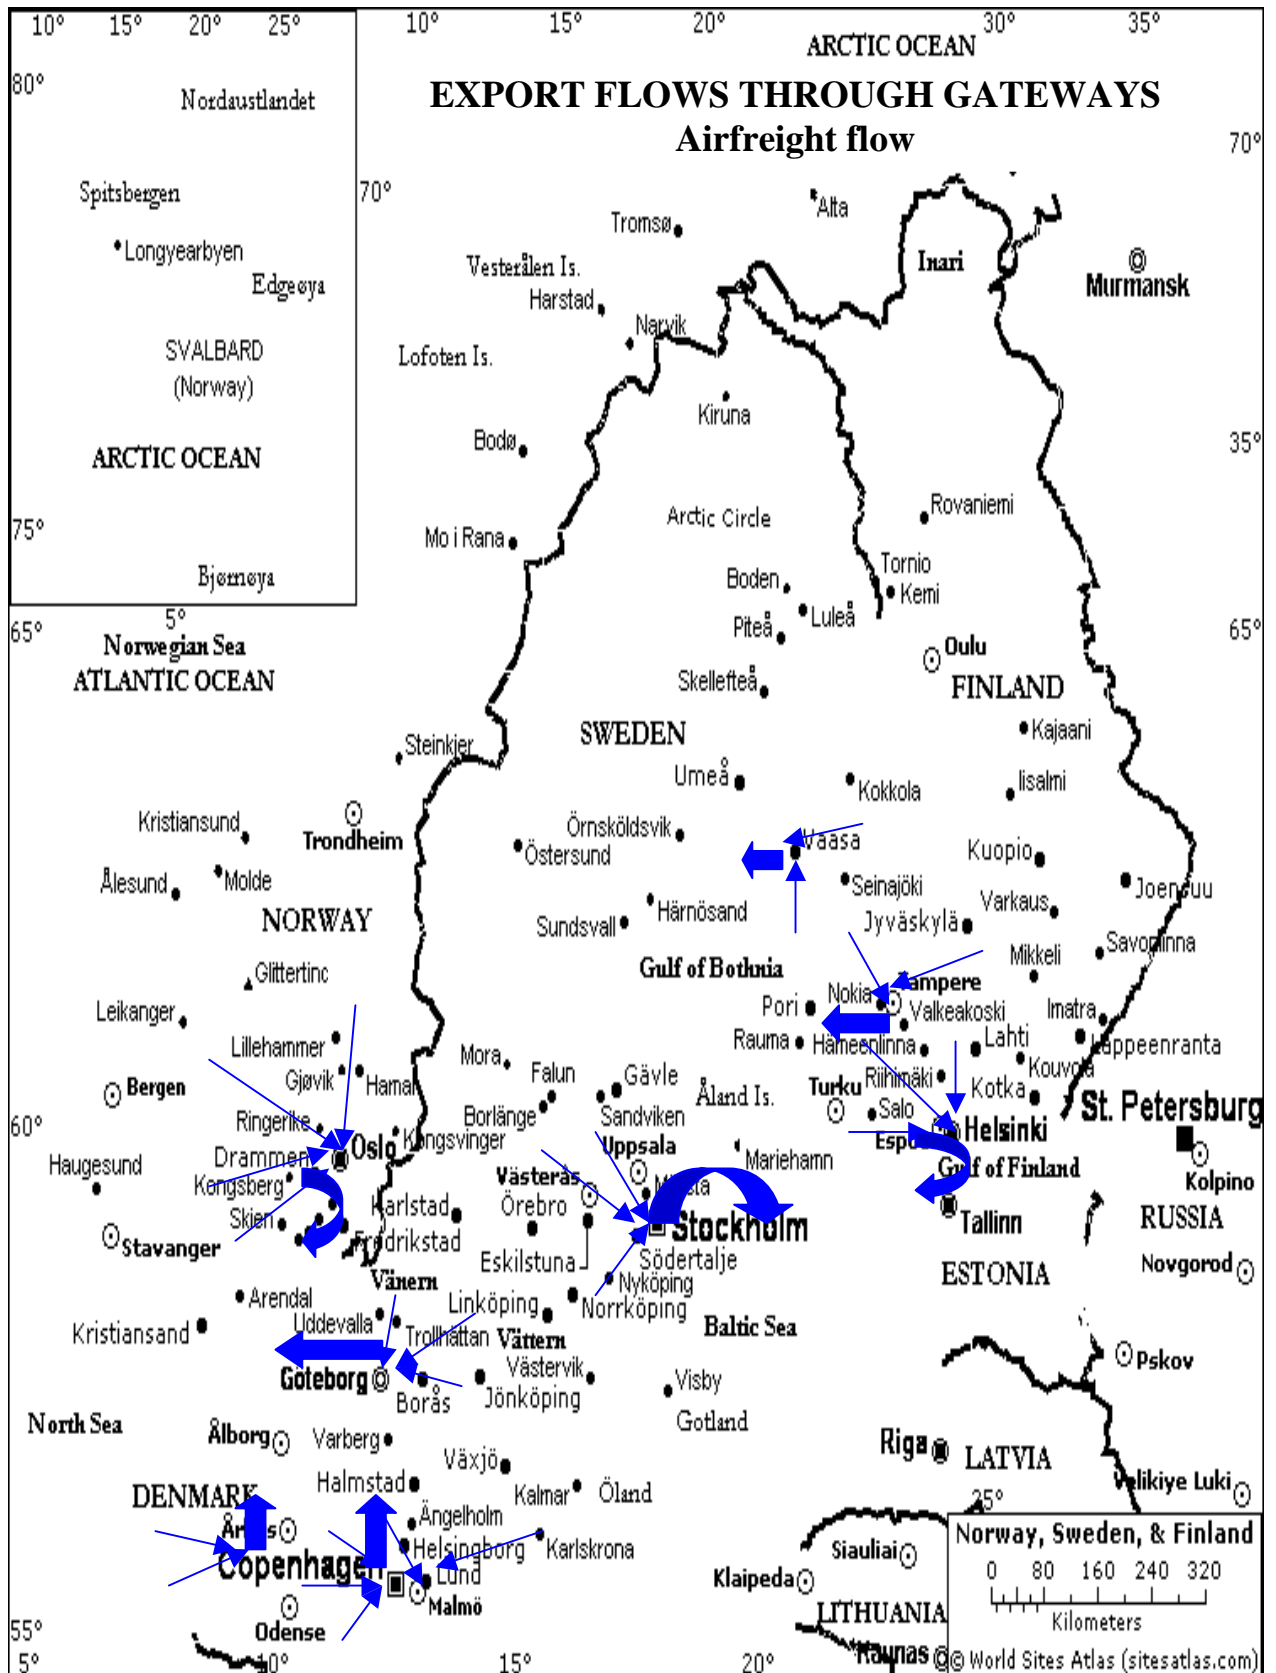 10° 15° 20° 25° 10° 15° 20° 30° 35°
ARCTIC OCEAN
80°
EXPORT FLOWS THROUGH GATEWAYS
Nordaustlandet
Airfreight flow
70°
Spitsbergen
70°
Alta
Tromsø
Longyearbyen
Inari
Vesterålen Is.
Edgeøya
Murmansk
Harstad
Narvik
Lofoten Is.
SVALBARD
(Norway)
Kiruna
Bodø
35°
ARCTIC OCEAN
Rovaniemi
Arctic Circle
75°
Mo i Rana
Tornio
Bjørnøya
Boden
Kemi
5°
Luleå
65°
Piteå
65°
Norwegian Sea
Oulu
ATLANTIC OCEAN
Skellefteå
FINLAND
SWEDEN
Kajaani
Steinkjer
Umeå
Iisalmi
Kokkola
Kristiansund
Örnsköldsvik
Trondheim
Vaasa
Östersund
Kuopio
Ålesund
Molde
Seinajöki
Joensuu
Härnösand
Varkaus
NORWAY
Sundsvall
Jyväskylä
Savonlinna
Mikkeli
Gulf of Bothnia
Glittertinc
Tampere
Nokia
Leikanger
Pori
Valkeakoski
Imatra
Lillehammer
Rauma
Hämeenlinna
Lahti
Lappeenranta
Mora
Kouvola
Gjøvik
Hamar
Falun
Gävle
Riihimäki
Bergen
Turku
Kotka
Åland Is.
St. Petersburg
Borlänge
Sandviken
Salo
60°
Ringerike
60°
Kongsvinger
Oslo
Espoo
Helsinki
Uppsala
Drammen
Mariehamn
Gulf of Finland
Haugesund
Västerås
Kolpino
Kongsberg
Märsta
Karlstad
Örebro
RUSSIA
Skien
Stockholm
Tallinn
Fredrikstad
Stavanger
Eskilstuna
Södertalje
Novgorod
Vänern
ESTONIA
Nyköping
Arendal
Linköping
Norrköping
Uddevalla
Baltic Sea
Kristiansand
Trollhättan
Vättern
Pskov
Västervik
Göteborg
Visby
Borås
Jönköping
Gotland
North Sea
Ålborg
Varberg
Riga
Växjö
LATVIA
Halmstad
Velikiye Luki
Kalmar
Öland
DENMARK
25°
Ängelholm
Århus
Norway, Sweden, & Finland
Helsingborg
Karlskrona
Siauliai
Copenhagen
0 80 160 240 320
Lund
Klaipeda
Malmö
LITHUANIA
Kilometers
Odense
55°
Kaunas
5° 10° 15° 20°
© World Sites Atlas (sitesatlas.com)